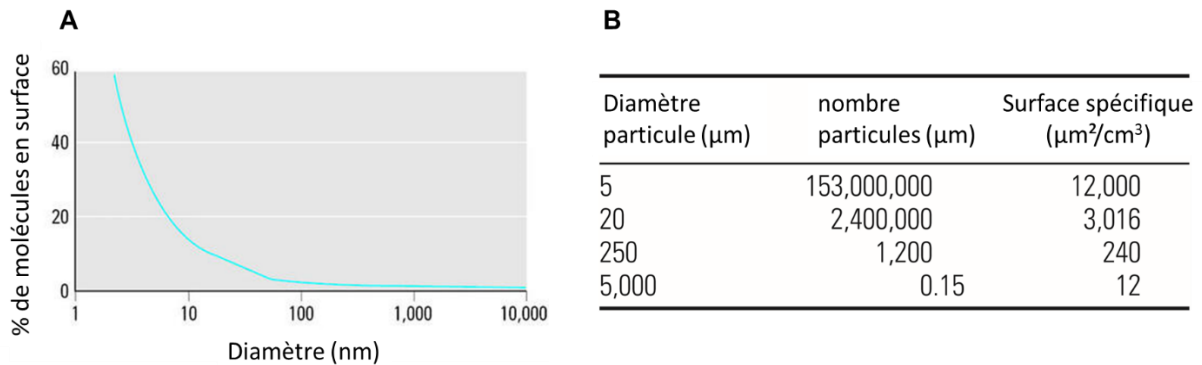 A
% de molécules en surface
60
40
20
0
1
10
100
1,000
10,000
Diamètre (nm)
B
Diamètre particule (µm)
nombre particules (µm)
Surface spécifique (µm²/cm³)
5 153,000,000 12,000
20 2,400,000 3,016
250 1,200 240
5,000 0.15 12